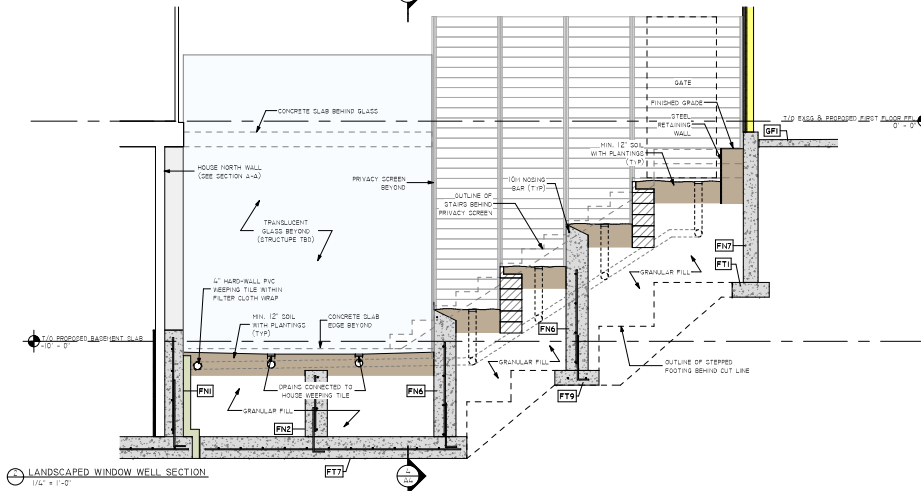 GATE
FINISHED GRADE
STEEL
RETAINING
WALL
T/O EXSG & PROPOSED FIRST FLOOR
0' - 0"
GF1
CONCRETE SLAB BEHIND GLASS
MIN. 12" SOIL
WITH PLANTINGS
(TYP)
HOUSE NORTH WALL
(SEE SECTION A-A)
PRIVACY SCREEN
BEYOND
10M NOSING
BAR (TYP)
OUTLINE OF
STAIRS BEHIND
PRIVACY SCREEN
TRANSLUCENT
GLASS BEYOND
(STRUCTURE TBD)
FN7
FT1
GRANULAR FILL
4" HARD-WALL PVC
WEEPING TILE WITHIN
FILTER CLOTH WRAP
MIN. 12" SOIL
WITH PLANTINGS
(TYP)
CONCRETE SLAB
EDGE BEYOND
FN6
T/O PROPOSED BASEMENT SLAB
-10' - 0"
GRANULAR FILL
OUTLINE OF STEPPED
FOOTING BEHIND CUT LINE
FN1
DRAINS CONNECTED TO
HOUSE WEEPING TILE
FN6
FT9
GRANULAR FILL
FN2
LANDSCAPED WINDOW WELL SECTION
1/4" = 1'-0"
FT7
4
A4